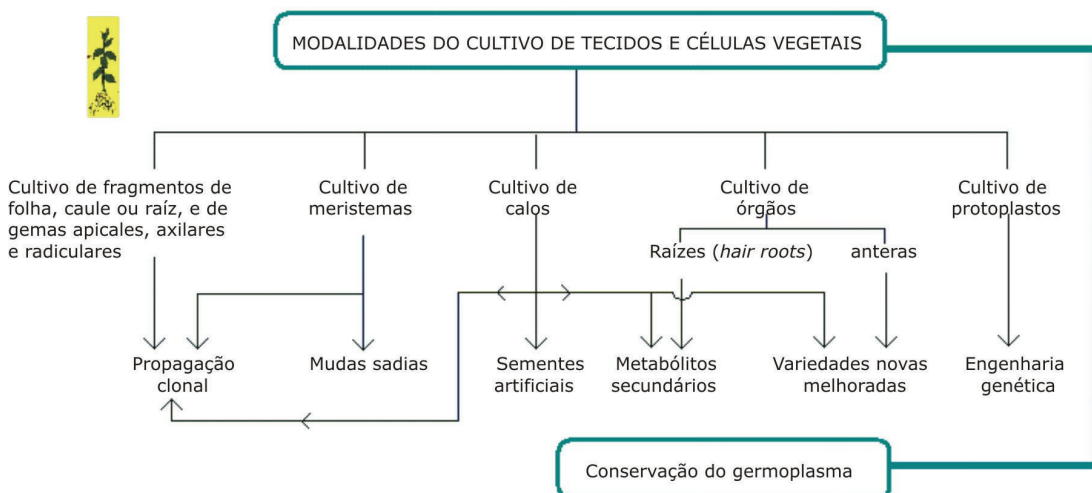 MODALIDADES DO CULTIVO DE TECIDOS E CÉLULAS VEGETAIS
Cultivo de fragmentos de
folha, caule ou raíz, e de
gemas apicales, axilares
e radiculares
Cultivo de
meristemas
Cultivo de
calos
Cultivo de
órgãos
Cultivo de
protoplastos
Raízes (hair roots)
anteras
Propagação
clonal
Mudas sadias
Sementes
artificiais
Metabólitos
secundários
Variedades novas
melhoradas
Engenharia
genética
Conservação do germoplasma